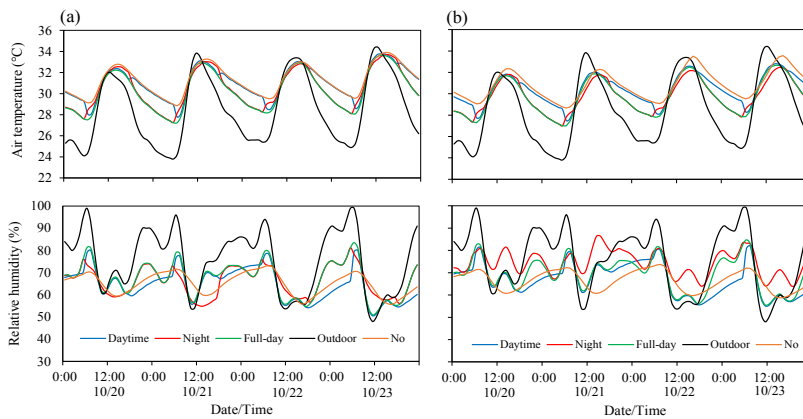 (a)
(b)
Air temperature (℃)
36
34
32
30
28
26
24
22
Relative humidity (%)
100
90
80
70
60
50
40
30
Daytime Night Full-day Outdoor No
Daytime Night Full-day Outdoor No
0:00 12:00 0:00 12:00 0:00 12:00 0:00 12:00
10/20 10/21 10/22 10/23
Date/Time
0:00 12:00 0:00 12:00 0:00 12:00 0:00 12:00
10/20 10/21 10/22 10/23
Date/Time